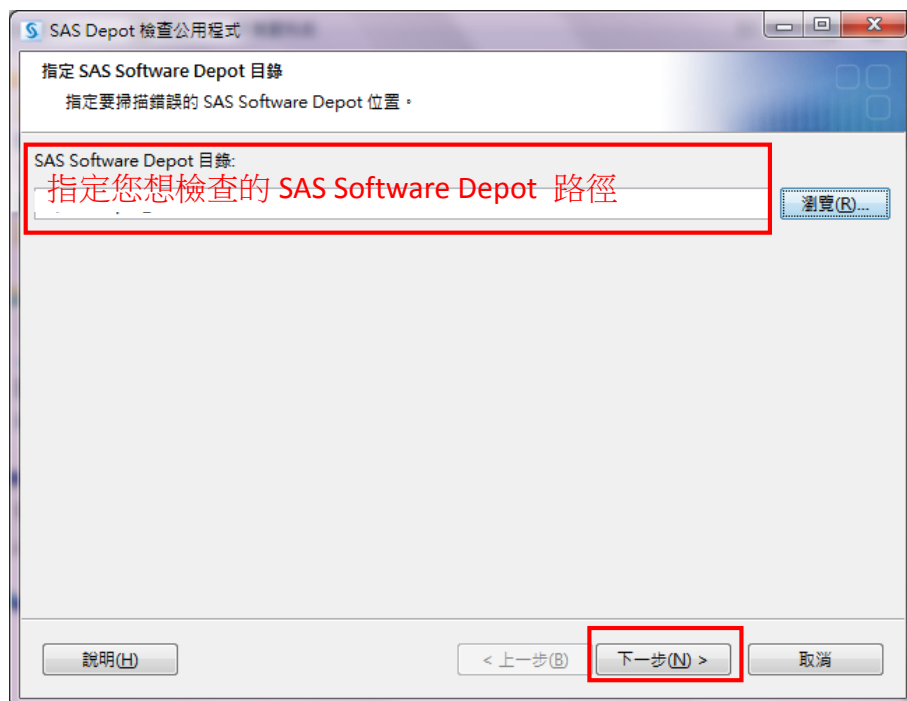 SAS Depot 檢查公用程式
指定 SAS Software Depot 目錄
指定要掃描錯誤的 SAS Software Depot 位置。
SAS Software Depot 目錄:
指定您想檢查的 SAS Software Depot 路徑
瀏覽(R)...
說明(H)
< 上一步(B)
下一步(N) >
取消